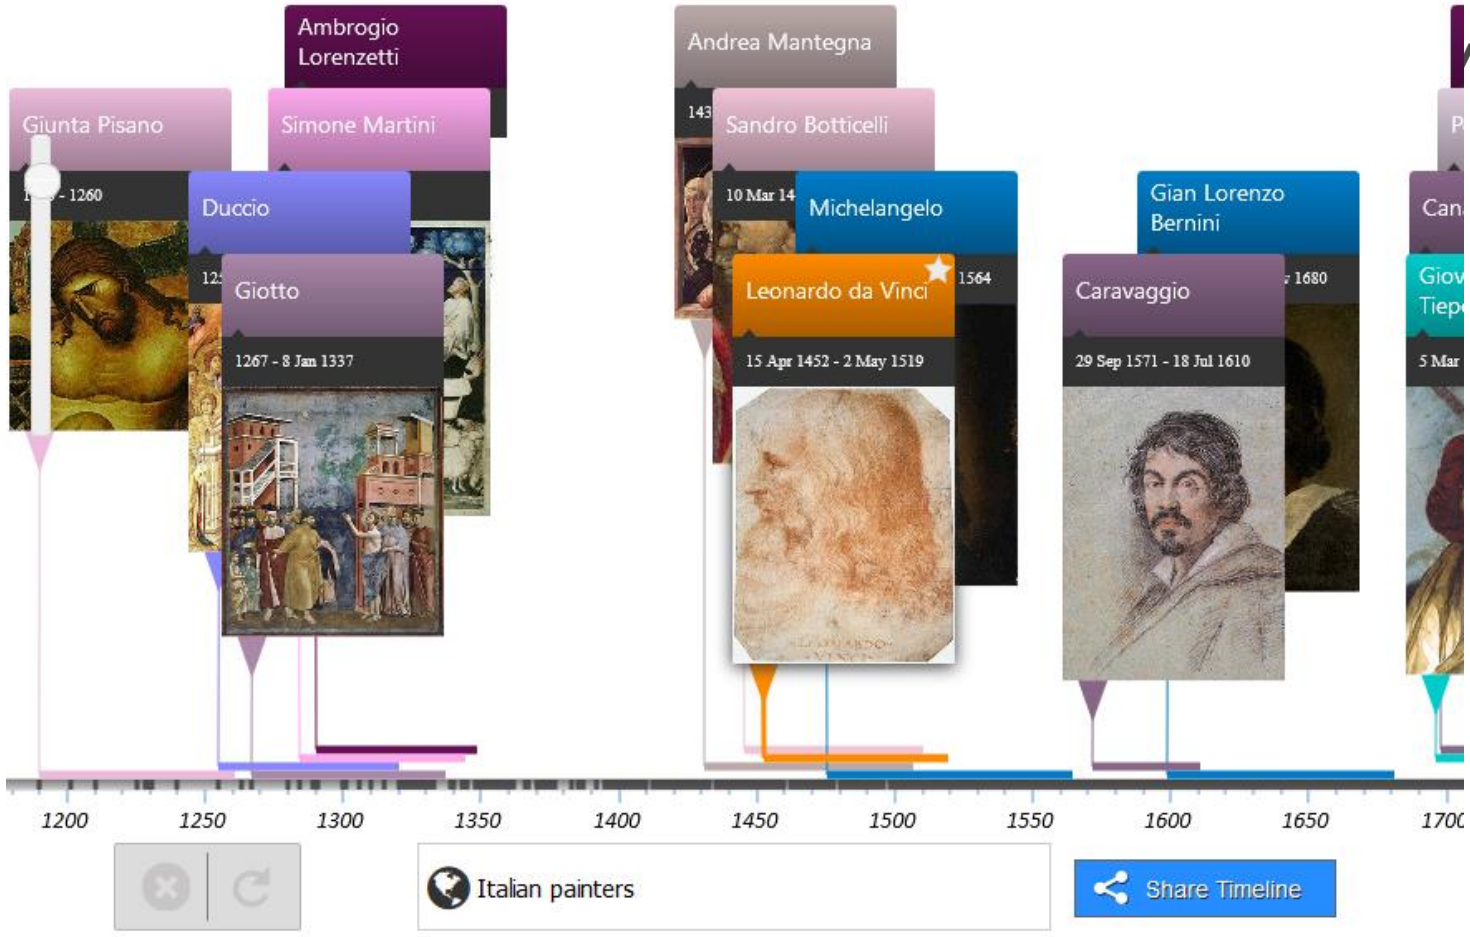 Ambrogio
Lorenzetti
Andrea Mantegna
Giunta Pisano
Simone Martini
Sandro Botticelli
- 1260
Duccio
10 Mar
Michelangelo
Gian Lorenzo
Bernini
Giotto
Leonardo da Vinci
1564
Caravaggio
1680
1267 - 8 Jan 1337
15 Apr 1452 - 2 May 1519
29 Sep 1571 - 18 Jul 1610
5 Mar
LEONARDO
VINCI
1200 1250 1300 1350 1400 1450 1500 1550 1600 1650 1700
Italian painters
Share Timeline